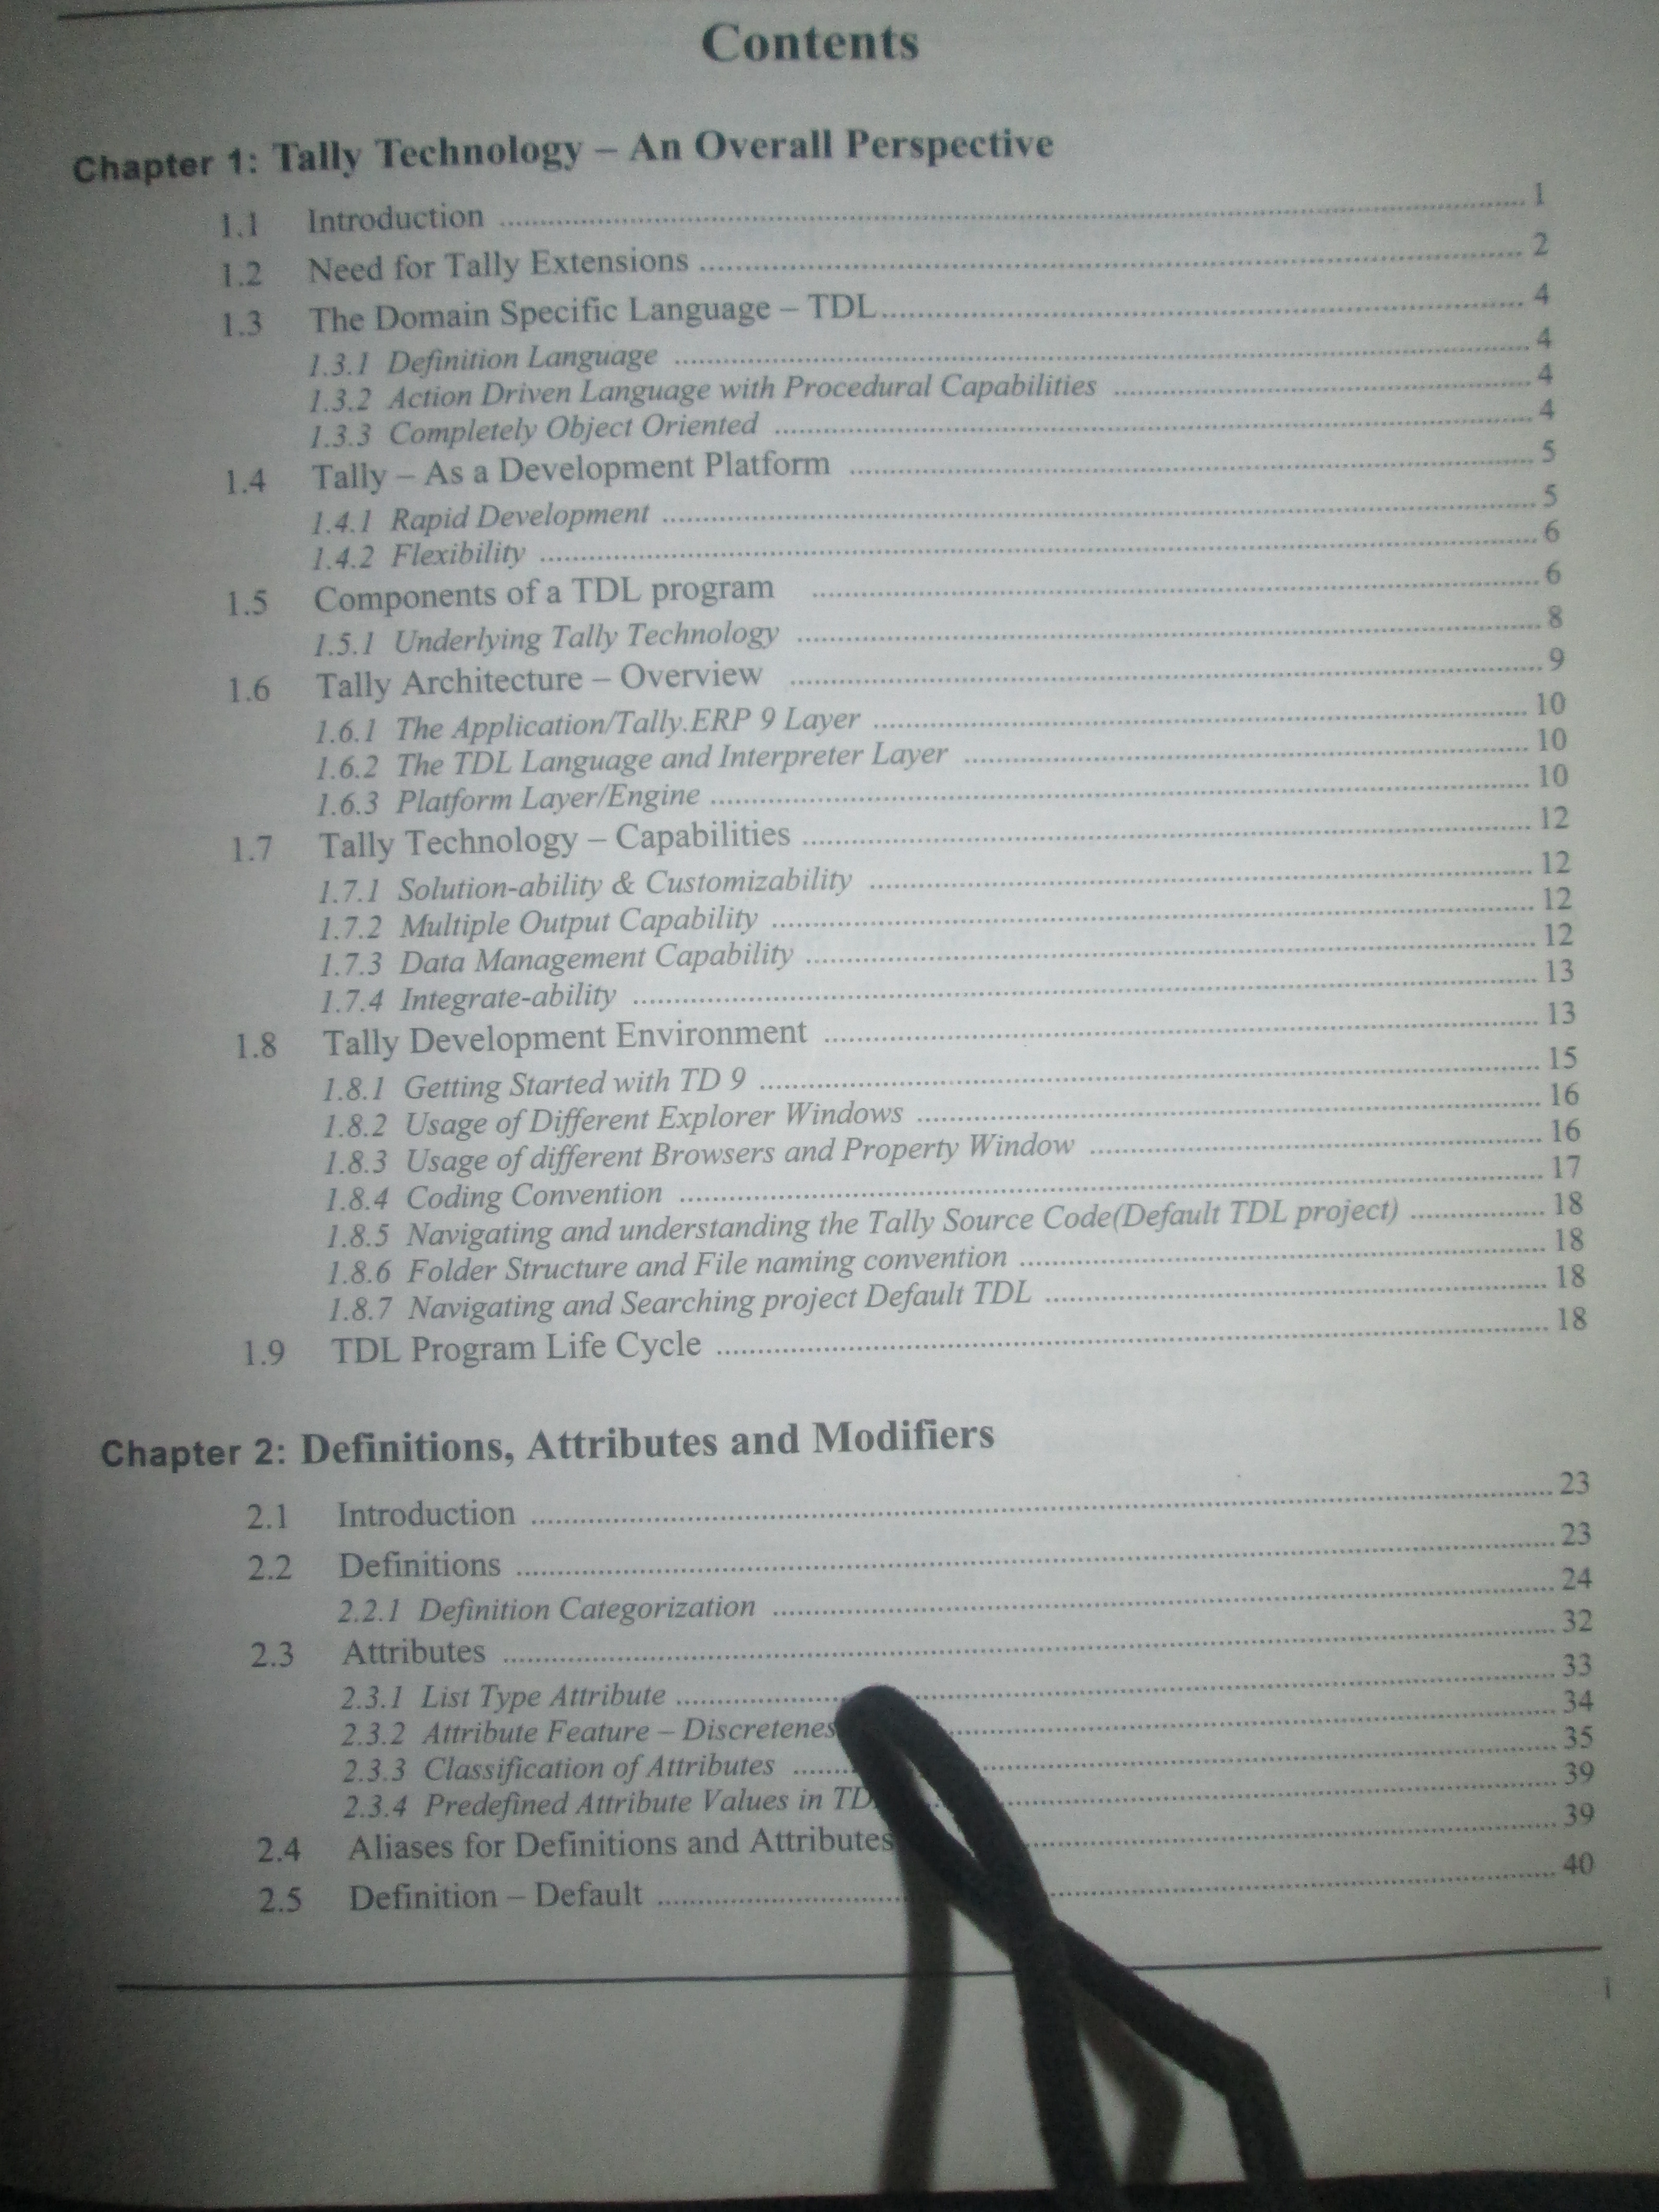 Contents
Chapter 1: Tally Technology – An Overall Perspective
1.1 Introduction ........ 1
1.2 Need for Tally Extensions ........ 2
1.3 The Domain Specific Language – TDL ........ 4
1.3.1 Definition Language ........ 4
1.3.2 Action Driven Language with Procedural Capabilities ........ 4
1.3.3 Completely Object Oriented ........ 4
1.4 Tally – As a Development Platform ........ 5
1.4.1 Rapid Development ........ 5
1.4.2 Flexibility ........ 6
1.5 Components of a TDL program ........ 6
1.5.1 Underlying Tally Technology ........ 8
1.6 Tally Architecture – Overview ........ 9
1.6.1 The Application/Tally.ERP 9 Layer ........ 10
1.6.2 The TDL Language and Interpreter Layer ........ 10
1.6.3 Platform Layer/Engine ........ 10
1.7 Tally Technology – Capabilities ........ 12
1.7.1 Solution-ability & Customizability ........ 12
1.7.2 Multiple Output Capability ........ 12
1.7.3 Data Management Capability ........ 12
1.7.4 Integrate-ability ........ 13
1.8 Tally Development Environment ........ 13
1.8.1 Getting Started with TD 9 ........ 15
1.8.2 Usage of Different Explorer Windows ........ 16
1.8.3 Usage of different Browsers and Property Window ........ 16
1.8.4 Coding Convention ........ 17
1.8.5 Navigating and understanding the Tally Source Code(Default TDL project) ........ 18
1.8.6 Folder Structure and File naming convention ........ 18
1.8.7 Navigating and Searching project Default TDL ........ 18
1.9 TDL Program Life Cycle ........ 18
Chapter 2: Definitions, Attributes and Modifiers
2.1 Introduction ........ 23
2.2 Definitions ........ 23
2.2.1 Definition Categorization ........ 24
2.3 Attributes ........ 32
2.3.1 List Type Attribute ........ 33
2.3.2 Attribute Feature – Discretenes ........ 34
2.3.3 Classification of Attributes ........ 35
2.3.4 Predefined Attribute Values in TD ........ 39
2.4 Aliases for Definitions and Attributes ........ 39
2.5 Definition – Default ........ 40
i